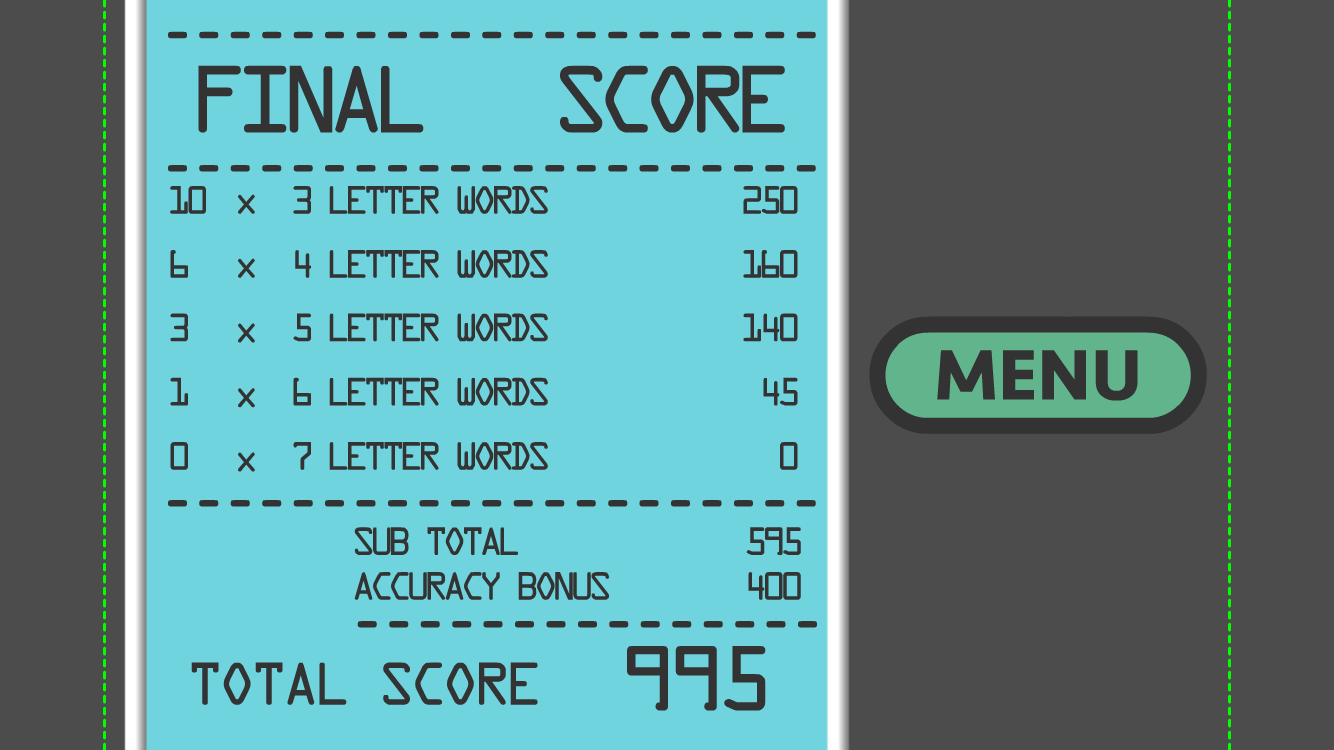 FINAL SCORE
10 x 3 LETTER WORDS 250
6 x 4 LETTER WORDS 160
3 x 5 LETTER WORDS 140
1 x 6 LETTER WORDS 45
0 x 7 LETTER WORDS 0
SUB TOTAL 595
ACCURACY BONUS 400
TOTAL SCORE 995
MENU